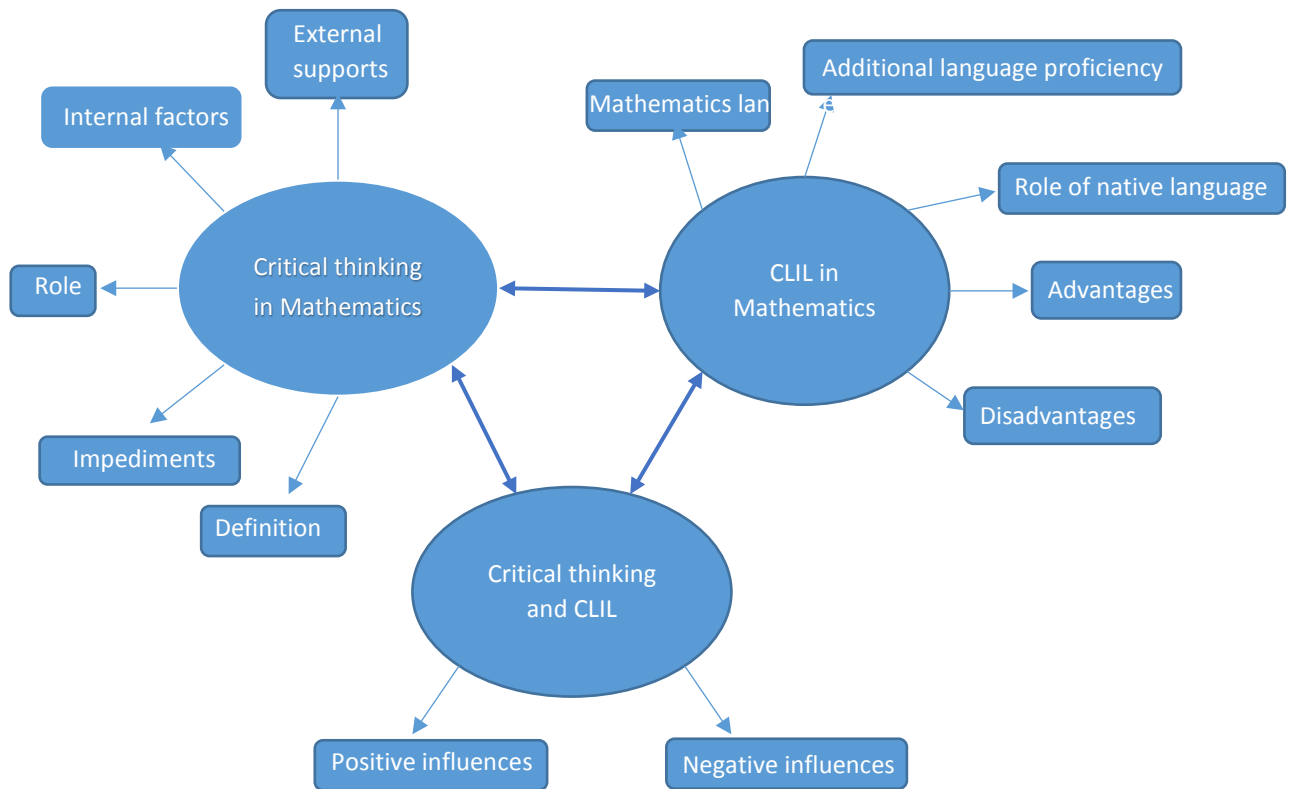 External
supports
Additional language proficiency
Mathematics lan
e
Internal factors
Role of native language
Critical thinking
in Mathematics
CLIL in
Mathematics
Role
Advantages
Disadvantages
Impediments
Definition
Critical thinking
and CLIL
Positive influences
Negative influences